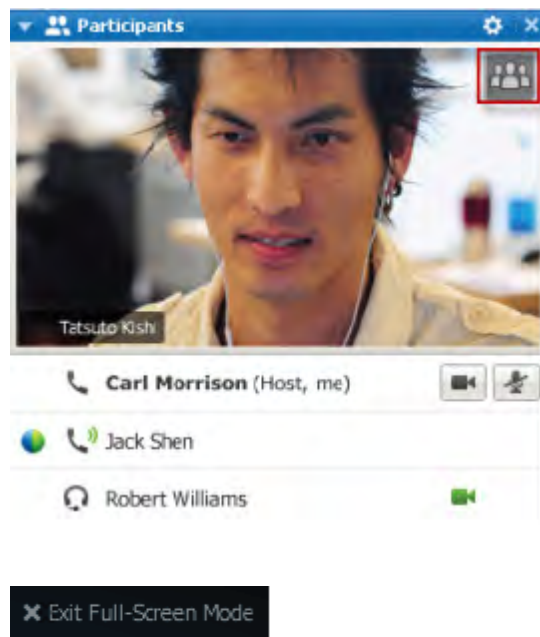 Participants
Tatsuto Kishi
Carl Morrison (Host, me)
Jack Shen
Robert Williams
Exit Full-Screen Mode